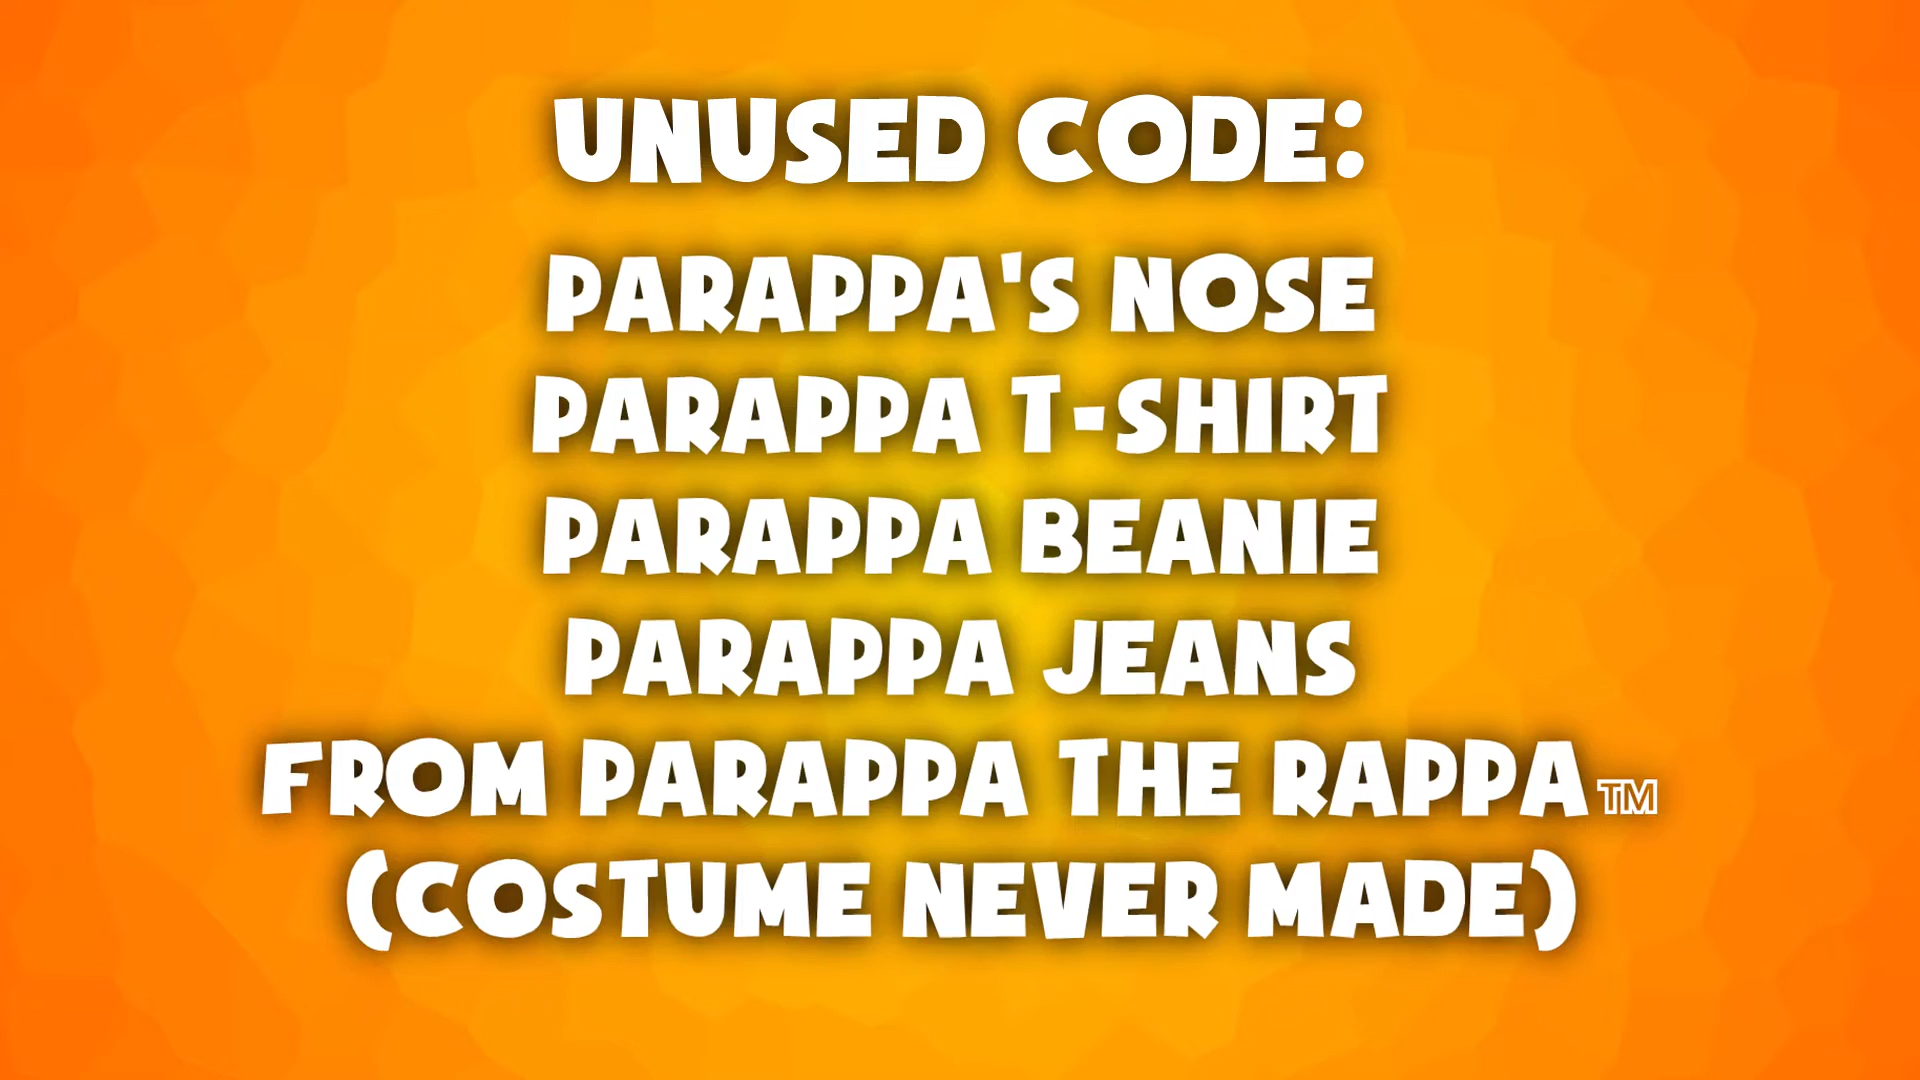 UNUSED CODE:
PARAPPA'S NOSE
PARAPPA T-SHIRT
PARAPPA BEANIE
PARAPPA JEANS
FROM PARAPPA THE RAPPA™
(COSTUME NEVER MADE)